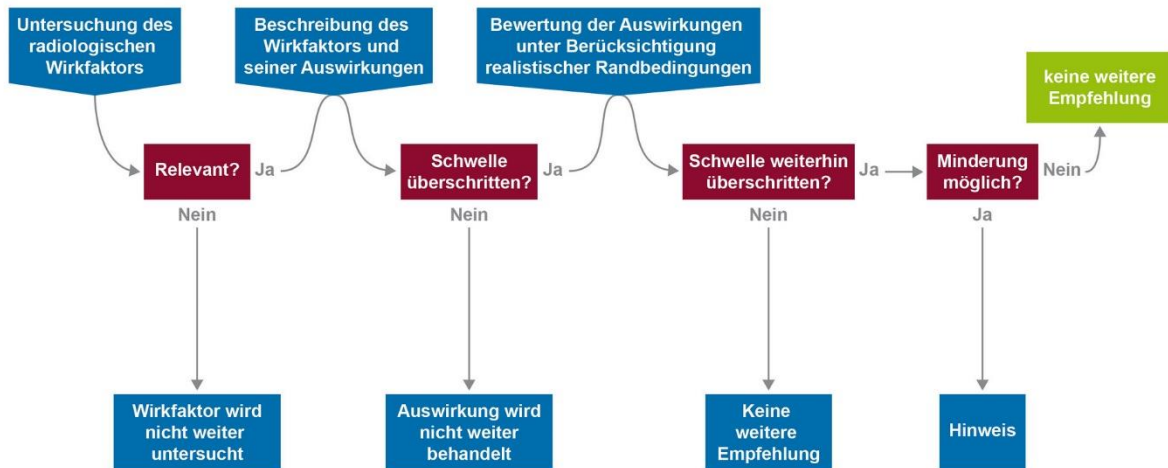 Untersuchung des
radiologischen
Wirkfaktors
Beschreibung des
Wirkfaktors und
seiner Auswirkungen
Bewertung der Auswirkungen
unter Berücksichtigung
realistischer Randbedingungen
keine weitere
Empfehlung
Relevant?
Ja
Schwelle
überschritten?
Ja
Schwelle weiterhin
überschritten?
Ja
Minderung
möglich?
Nein
Nein
Nein
Nein
Ja
Wirkfaktor wird
nicht weiter
untersucht
Auswirkung wird
nicht weiter
behandelt
Keine
weitere
Empfehlung
Hinweis